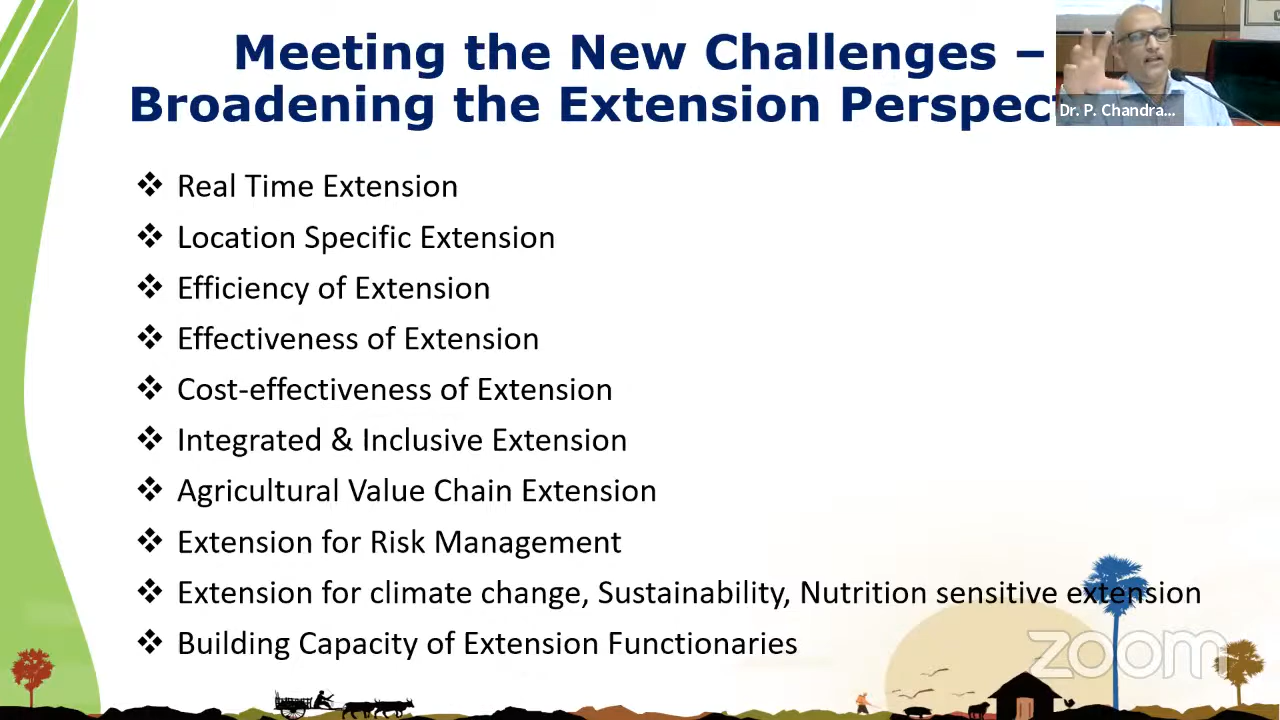 Meeting the New Challenges –
Broadening the Extension Perspec
Dr. P. Chandra...
❖ Real Time Extension
❖ Location Specific Extension
❖ Efficiency of Extension
❖ Effectiveness of Extension
❖ Cost-effectiveness of Extension
❖ Integrated & Inclusive Extension
❖ Agricultural Value Chain Extension
❖ Extension for Risk Management
❖ Extension for climate change, Sustainability, Nutrition sensitive extension
❖ Building Capacity of Extension Functionaries
zoom